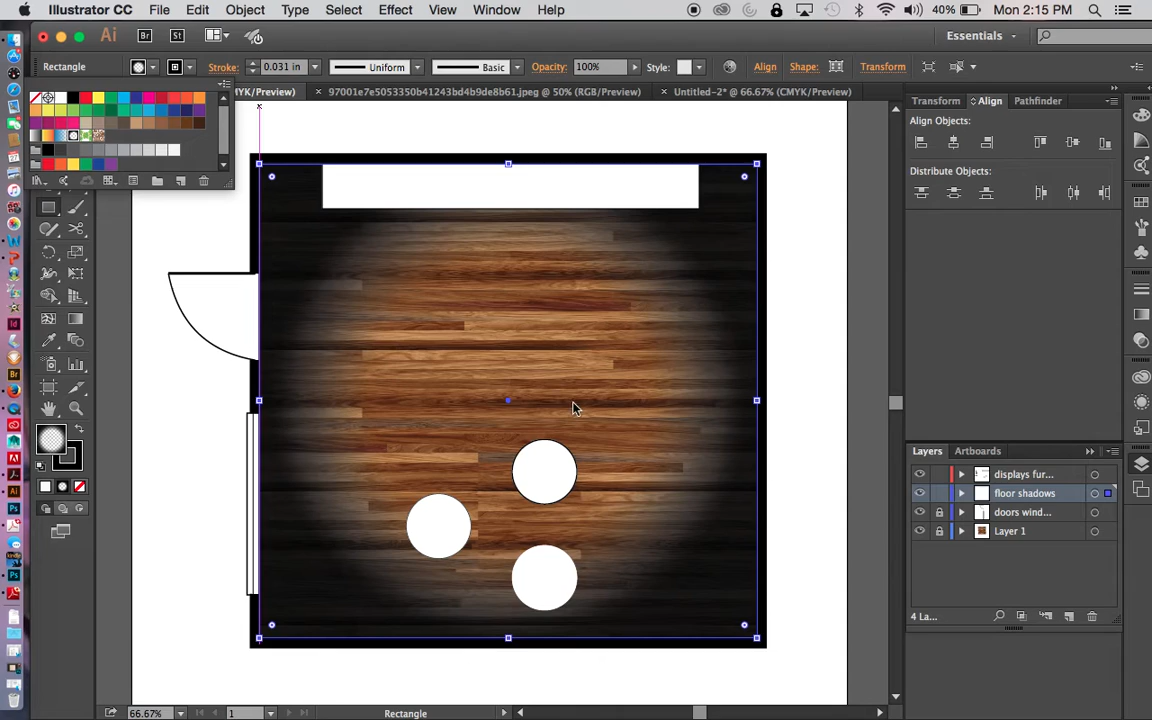 Illustrator CC File Edit Object Type Select Effect View Window Help 40% Mon 2:15 PM
Ai Br St Essentials
Rectangle Stroke: 0.031 in Uniform Basic Opacity: 100% Style: Align Shape: Transform
YK/Preview) × 97001e7e5053350b41243bd4b9de8b61.jpeg @ 50% (RGB/Preview) × Untitled-2* @ 66.67% (CMYK/Preview)
Transform Align Pathfinder
Align Objects:
Distribute Objects:
Layers Artboards
displays fur...
floor shadows
doors wind...
Layer 1
4 La...
66.67% 1 Rectangle